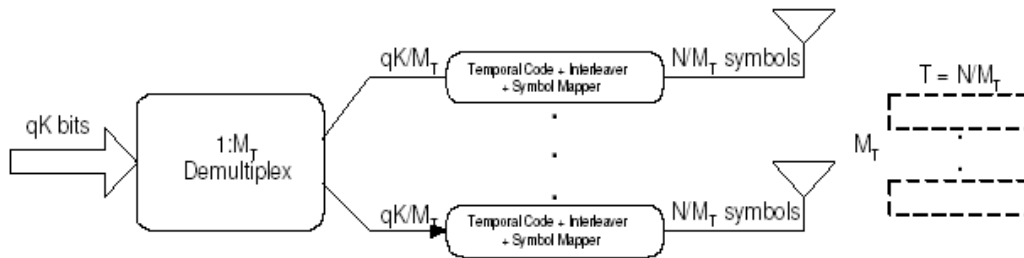 qK bits
1:M_T
Demultiplex
qK/M_T
Temporal Code + Interleaver
+ Symbol Mapper
N/M_T symbols
qK/M_T
Temporal Code + Interleaver
+ Symbol Mapper
N/M_T symbols
T = N/M_T
M_T